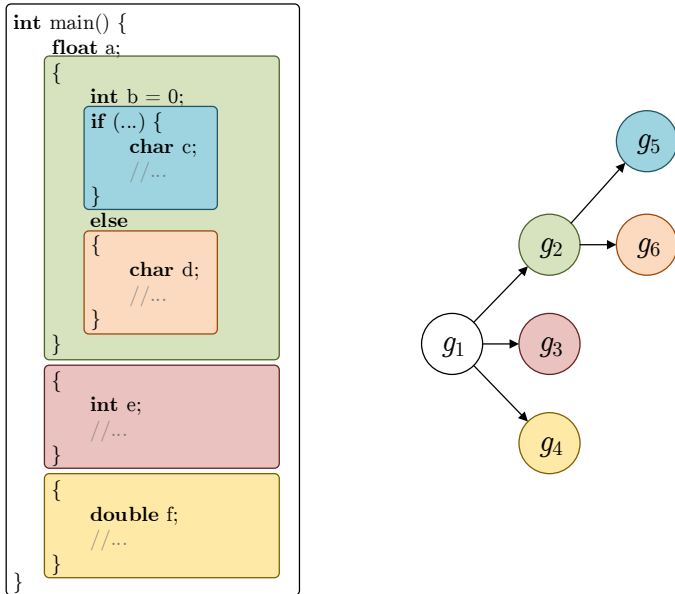 int main() {
float a;
{
int b = 0;
if (...) {
char c;
//...
}
else
{
char d;
//...
}
}
{
int e;
//...
}
{
double f;
//...
}
}
g5
g2
g6
g1
g3
g4